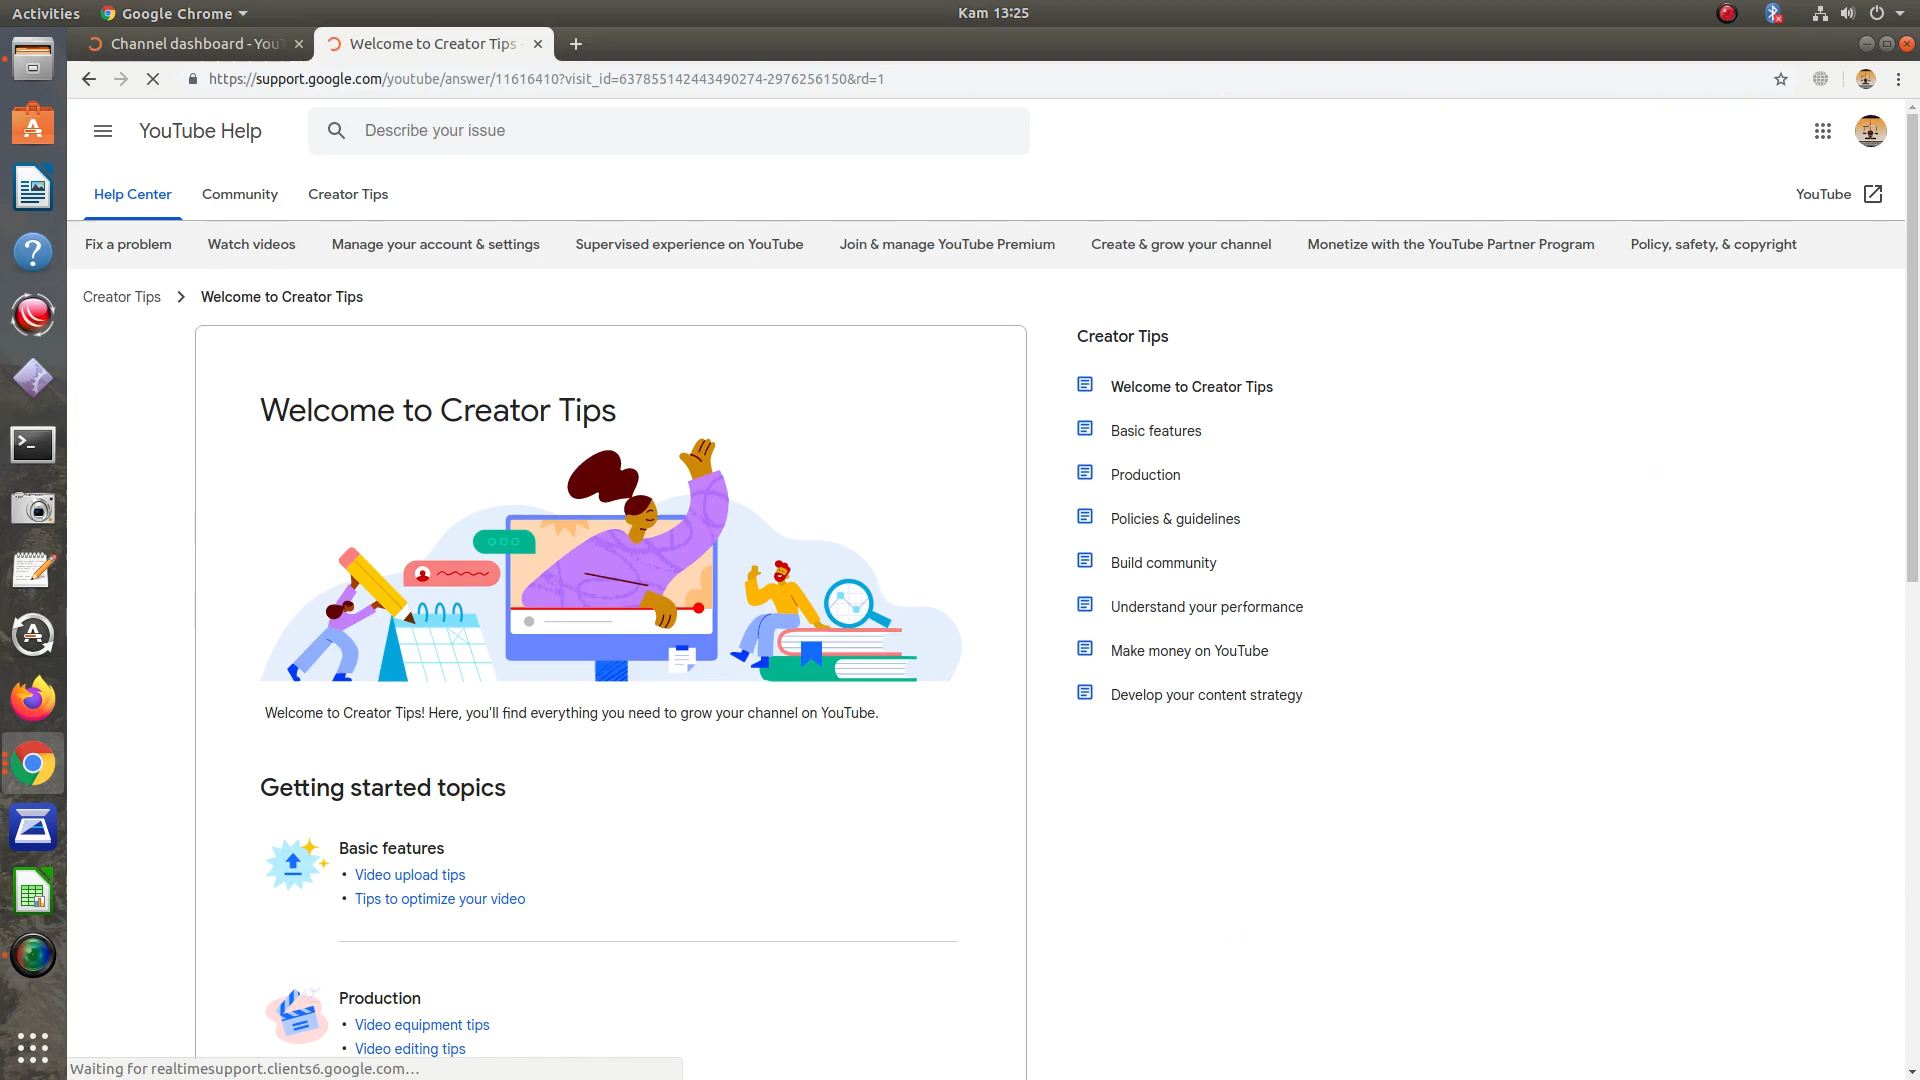 Activities
Google Chrome
Kam 13:25
Channel dashboard - You
Welcome to Creator Tips -
https://support.google.com/youtube/answer/11616410?visit_id=637855142443490274-2976256150&rd=1
YouTube Help
Describe your issue
Help Center
Community
Creator Tips
YouTube
Fix a problem
Watch videos
Manage your account & settings
Supervised experience on YouTube
Join & manage YouTube Premium
Create & grow your channel
Monetize with the YouTube Partner Program
Policy, safety, & copyright
Creator Tips
Welcome to Creator Tips
Welcome to Creator Tips
Welcome to Creator Tips! Here, you'll find everything you need to grow your channel on YouTube.
Getting started topics
Basic features
• Video upload tips
• Tips to optimize your video
Production
• Video equipment tips
• Video editing tips
Creator Tips
Welcome to Creator Tips
Basic features
Production
Policies & guidelines
Build community
Understand your performance
Make money on YouTube
Develop your content strategy
Waiting for realtimesupport.clients6.google.com...